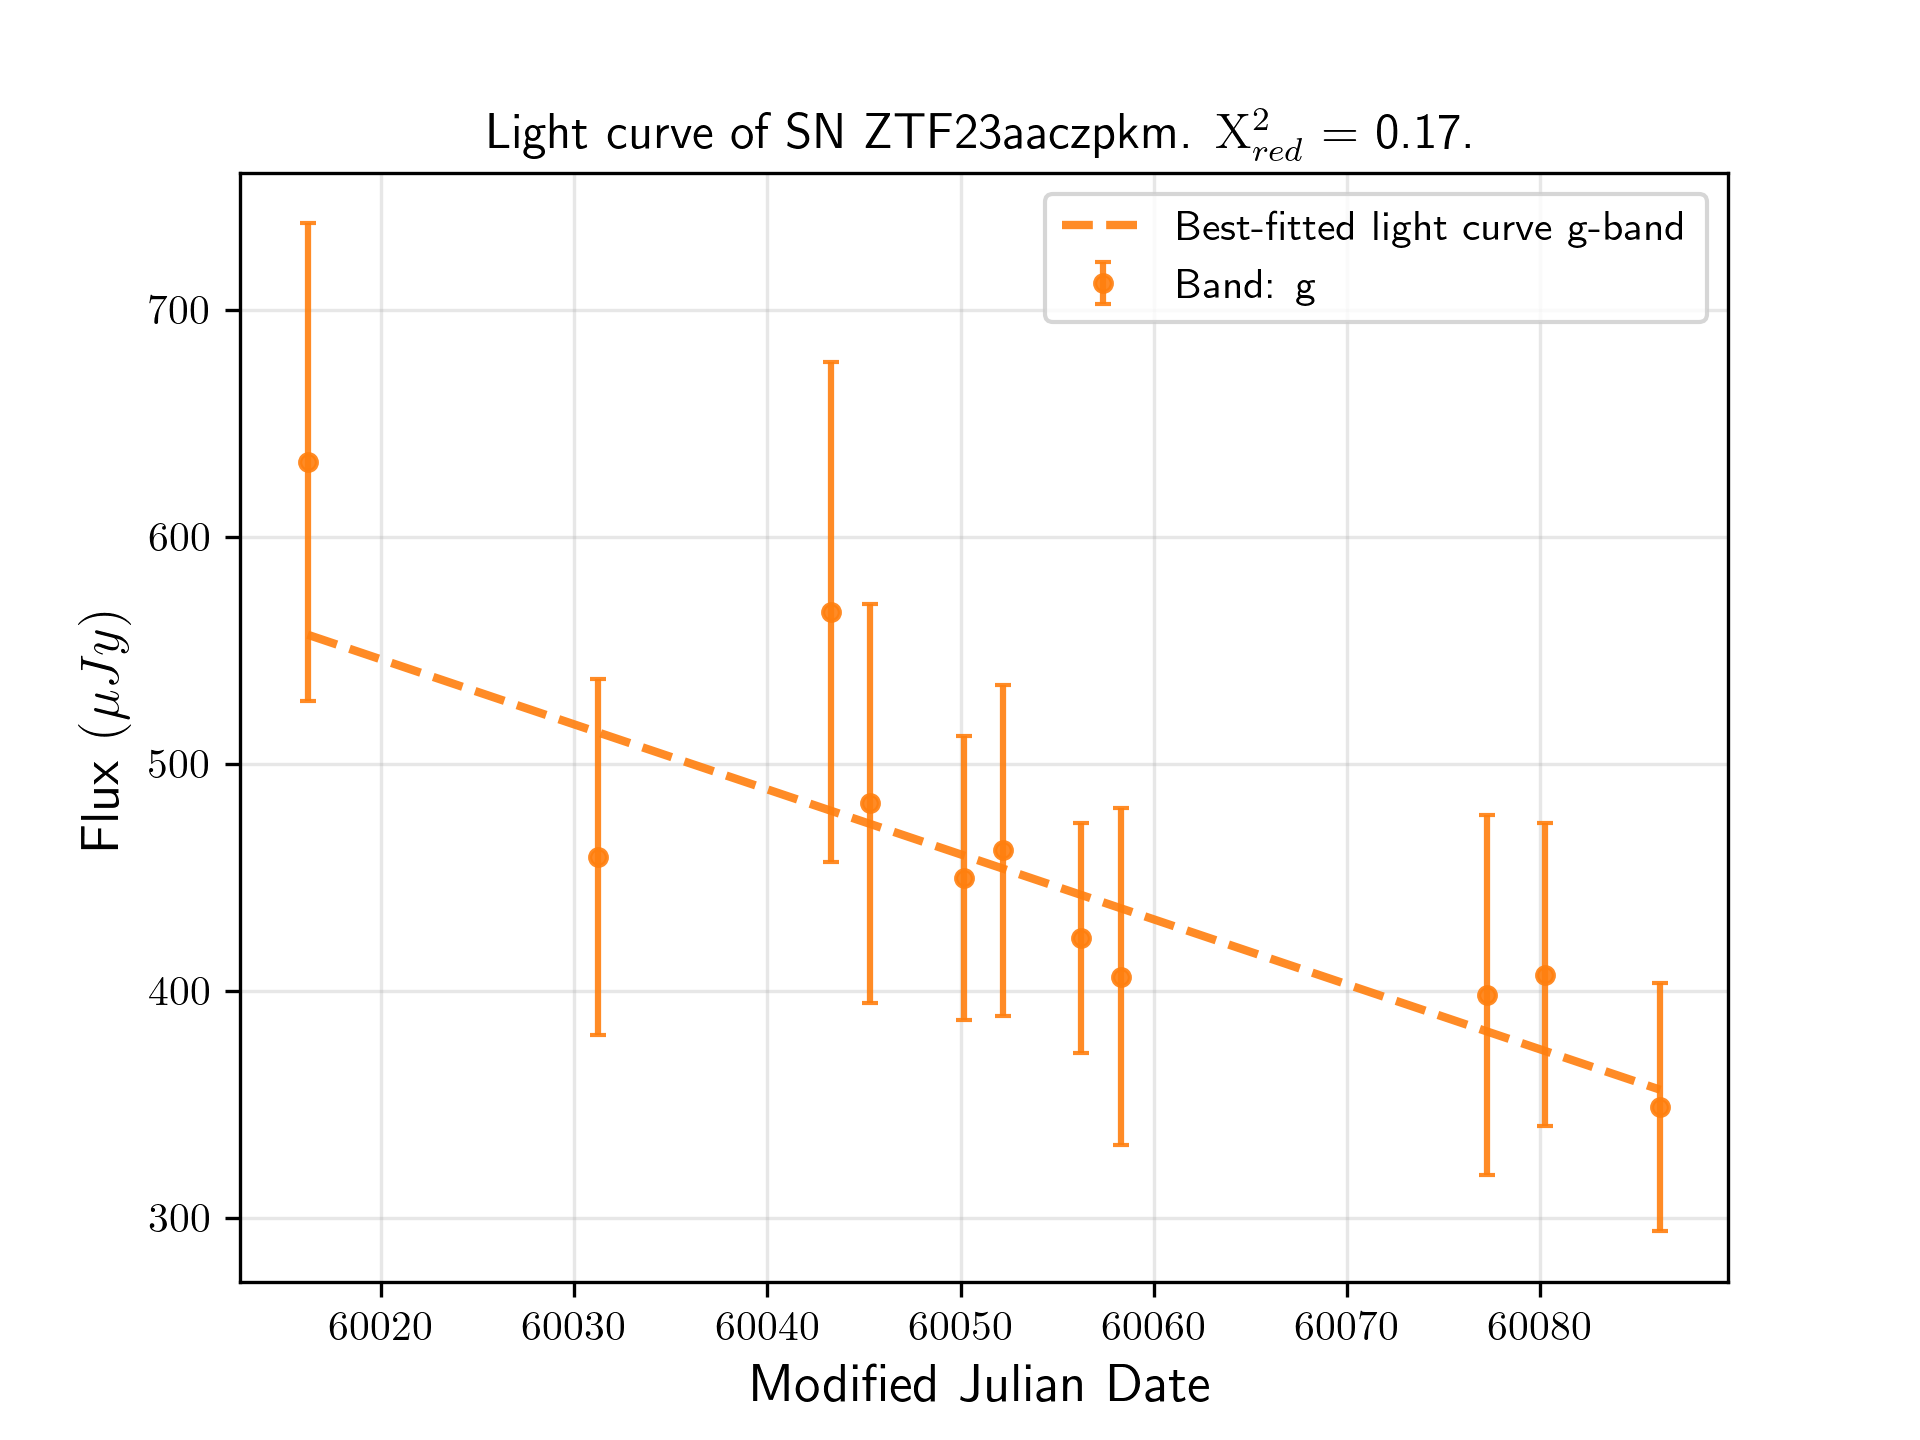 Light curve of SN ZTF23aaczpkm. X²red = 0.17.
Best-fitted light curve g-band
Band: g
700
600
500
400
300
Flux (μJy)
60020 60030 60040 60050 60060 60070 60080
Modified Julian Date